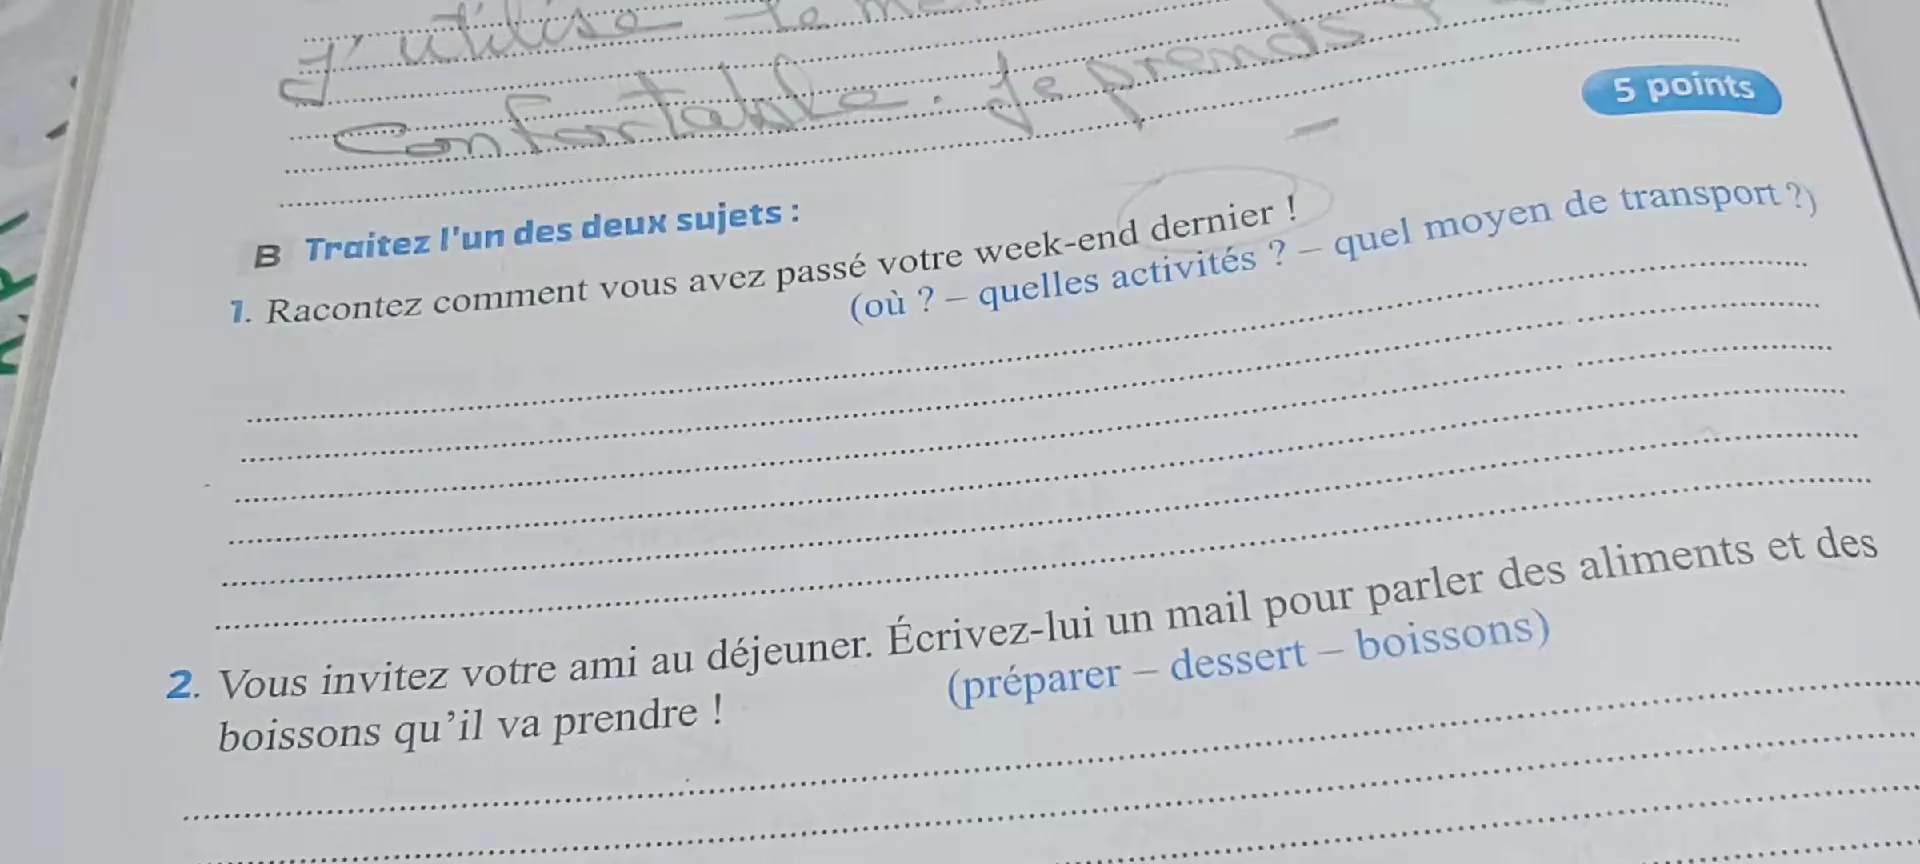 J'utilise le
confortable. Je prends
5 points
B Traitez l'un des deux sujets :
1. Racontez comment vous avez passé votre week-end dernier !
(où ? – quelles activités ? – quel moyen de transport ?)
2. Vous invitez votre ami au déjeuner. Écrivez-lui un mail pour parler des aliments et des
boissons qu'il va prendre !
(préparer – dessert – boissons)